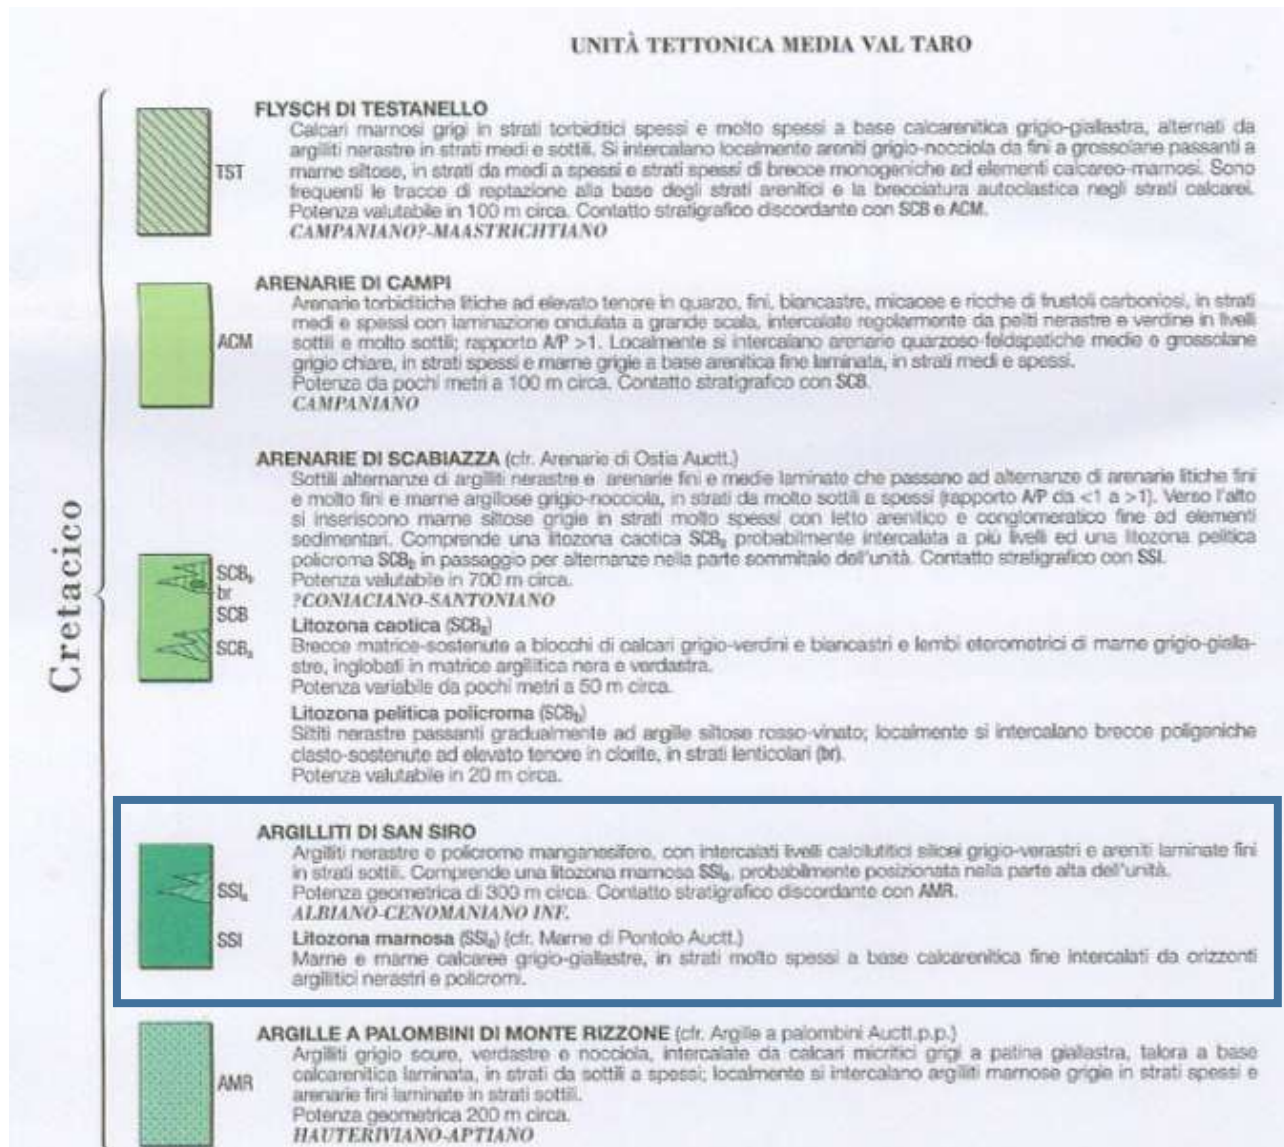 UNITÀ TETTONICA MEDIA VAL TARO
Cretacico
FLYSCH DI TESTANELLO
TST
Calcari marnosi grigi in strati torbiditici spessi e molto spessi a base calcarenitica grigio-giallastra, alternati da
argilliti nerastre in strati medi e sottili. Si intercalano localmente areniti grigio-nocciola da fini a grossolane passanti a
marne siltose, in strati da medi a spessi e strati spessi di brecce monogeniche ad elementi calcareo-marnosi. Sono
frequenti le tracce di reptazione alla base degli strati arenitici e la brecciatura autoclastica negli strati calcarei.
Potenza valutabile in 100 m circa. Contatto stratigrafico discordante con SCB e ACM.
CAMPANIANO?-MAASTRICHTIANO
ARENARIE DI CAMPI
ACM
Arenarie torbiditiche litiche ad elevato tenore in quarzo, fini, biancastre, micacee e ricche di frustoli carboniosi, in strati
medi e spessi con laminazione ondulata a grande scala, intercalate regolarmente da peliti nerastre e verdine in livelli
sottili e molto sottili; rapporto A/P >1. Localmente si intercalano arenarie quarzoso-feldspatiche medie e grossolane
grigio chiare, in strati spessi e marne grigie a base arenitica fine laminata, in strati medi e spessi.
Potenza da pochi metri a 100 m circa. Contatto stratigrafico con SCB.
CAMPANIANO
ARENARIE DI SCABIAZZA (cfr. Arenarie di Ostia Auctt.)
Sottili alternanze di argilliti nerastre e arenarie fini e medie laminate che passano ad alternanze di arenarie litiche fini
e molto fini e marne argillose grigio-nocciola, in strati da molto sottili a spessi (rapporto A/P da <1 a >1). Verso l'alto
si inseriscono marne siltose grigie in strati molto spessi con letto arenitico e conglomeratico fine ad elementi
sedimentari. Comprende una litozona caotica SCBa probabilmente intercalata a più livelli ed una litozona pelitica
policroma SCBb in passaggio per alternanze nella parte sommitale dell'unità. Contatto stratigrafico con SSI.
Potenza valutabile in 700 m circa.
?CONIACIANO-SANTONIANO
SCBb
br
SCB
SCBa
Litozona caotica (SCBa)
Brecce matrice-sostenute a blocchi di calcari grigio-verdini e biancastri e lembi eterometrici di marne grigio-gialla-
stre, inglobati in matrice argillitica nera e verdastra.
Potenza variabile da pochi metri a 50 m circa.
Litozona pelitica policroma (SCBb)
Siltiti nerastre passanti gradualmente ad argille siltose rosso-vinato; localmente si intercalano brecce poligeniche
clasto-sostenute ad elevato tenore in clorite, in strati lenticolari (br).
Potenza valutabile in 20 m circa.
ARGILLITI DI SAN SIRO
Argilliti nerastre e policrome manganesifere, con intercalati livelli calcilutitici silicei grigio-verastri e areniti laminate fini
in strati sottili. Comprende una litozona marnosa SSIa, probabilmente posizionata nella parte alta dell'unità.
Potenza geometrica di 300 m circa. Contatto stratigrafico discordante con AMR.
ALBIANO-CENOMANIANO INF.
SSIa
SSI
Litozona marnosa (SSIa) (cfr. Marne di Pontolo Auctt.)
Marne e marne calcaree grigio-giallastre, in strati molto spessi a base calcarenitica fine intercalati da orizzonti
argillitici nerastri e policromi.
ARGILLE A PALOMBINI DI MONTE RIZZONE (cfr. Argille a palombini Auctt.p.p.)
AMR
Argilliti grigio scure, verdastre e nocciola, intercalate da calcari micritici grigi a patina giallastra, talora a base
calcarenitica laminata, in strati da sottili a spessi; localmente si intercalano argilliti marnose grigie in strati spessi e
arenarie fini laminate in strati sottili.
Potenza geometrica 200 m circa.
HAUTERIVIANO-APTIANO